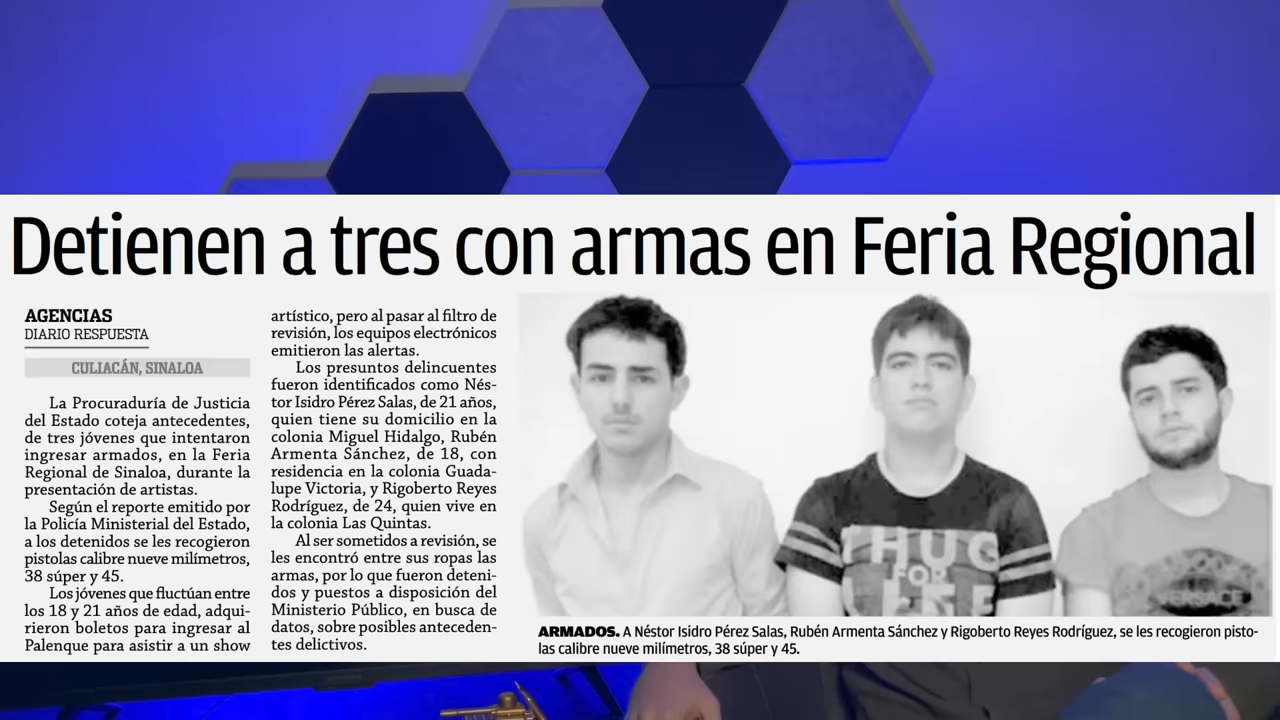 Detienen a tres con armas en Feria Regional
AGENCIAS
DIARIO RESPUESTA
CULIACÁN, SINALOA
La Procuraduría de Justicia
del Estado coteja antecedentes,
de tres jóvenes que intentaron
ingresar armados, en la Feria
Regional de Sinaloa, durante la
presentación de artistas.
Según el reporte emitido por
la Policía Ministerial del Estado,
a los detenidos se les recogieron
pistolas calibre nueve milímetros,
38 súper y 45.
Los jóvenes que fluctúan entre
los 18 y 21 años de edad, adqui-
rieron boletos para ingresar al
Palenque para asistir a un show
artístico, pero al pasar al filtro de
revisión, los equipos electrónicos
emitieron las alertas.
Los presuntos delincuentes
fueron identificados como Nés-
tor Isidro Pérez Salas, de 21 años,
quien tiene su domicilio en la
colonia Miguel Hidalgo, Rubén
Armenta Sánchez, de 18, con
residencia en la colonia Guada-
lupe Victoria, y Rigoberto Reyes
Rodríguez, de 24, quien vive en
la colonia Las Quintas.
Al ser sometidos a revisión, se
les encontró entre sus ropas las
armas, por lo que fueron deteni-
dos y puestos a disposición del
Ministerio Público, en busca de
datos, sobre posibles anteceden-
tes delictivos.
THUG
FOR
LIFE
VERSACE
ARMADOS. A Néstor Isidro Pérez Salas, Rubén Armenta Sánchez y Rigoberto Reyes Rodríguez, se les recogieron pisto-
las calibre nueve milímetros, 38 súper y 45.